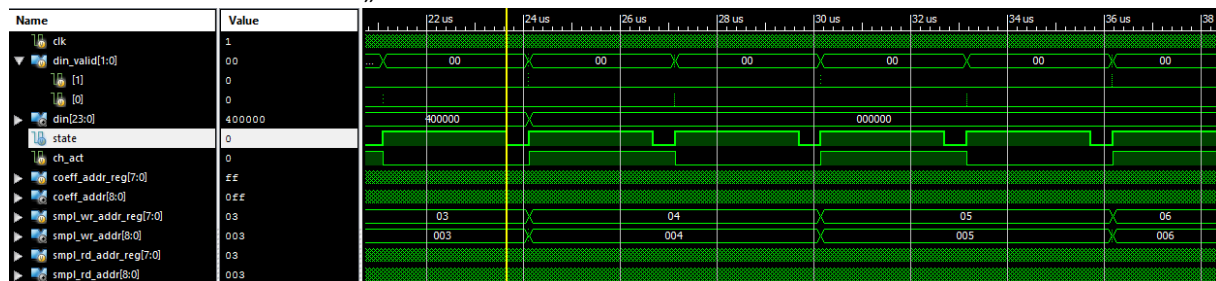 Name Value 22 us 24 us 26 us 28 us 30 us 32 us 34 us 36 us 38
clk 1
din_valid[1:0] 00 ... 00 00 00 00 00 00
[1] 0
[0] 0
din[23:0] 400000 400000 000000
state 0
ch_act 0
coeff_addr_reg[7:0] ff
coeff_addr[8:0] 0ff
smpl_wr_addr_reg[7:0] 03 03 04 05 06
smpl_wr_addr[8:0] 003 003 004 005 006
smpl_rd_addr_reg[7:0] 03
smpl_rd_addr[8:0] 003